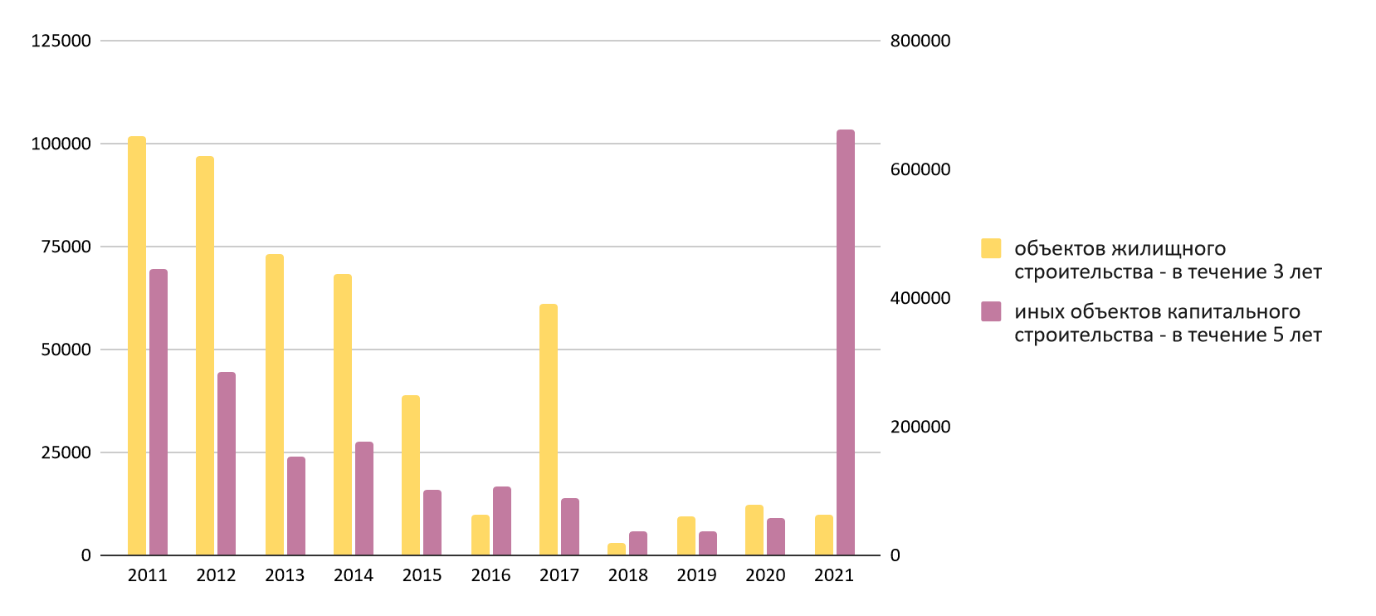 125000
100000
75000
50000
25000
0
800000
600000
400000
200000
0
2011 2012 2013 2014 2015 2016 2017 2018 2019 2020 2021
объектов жилищного
строительства - в течение 3 лет
иных объектов капитального
строительства - в течение 5 лет